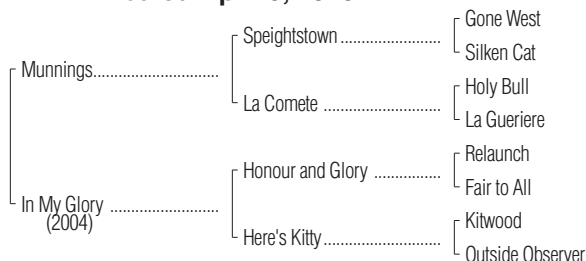 Gone West
Speightstown
Silken Cat
Munnings
Holy Bull
La Comete
La Gueriere
Relaunch
Honour and Glory
Fair to All
In My Glory
(2004)
Kitwood
Here's Kitty
Outside Observer